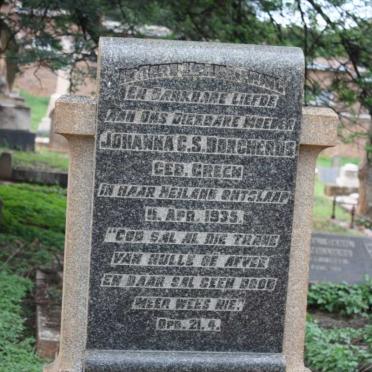 EN DANKBARE LIEFDE
AAN ONS DIERBARE MOEDER
JOHANNA C.S. BORCHERDS
GEB. GREEN
IN HAAR HEILAND ONTSLAAP
11. APR. 1935.
"GOD SAL AL DIE TRANE
VAN HULLE OË AFVEE
EN DAAR SAL GEEN DOOD
MEER WEES NIE,"
OPB. 21.4.